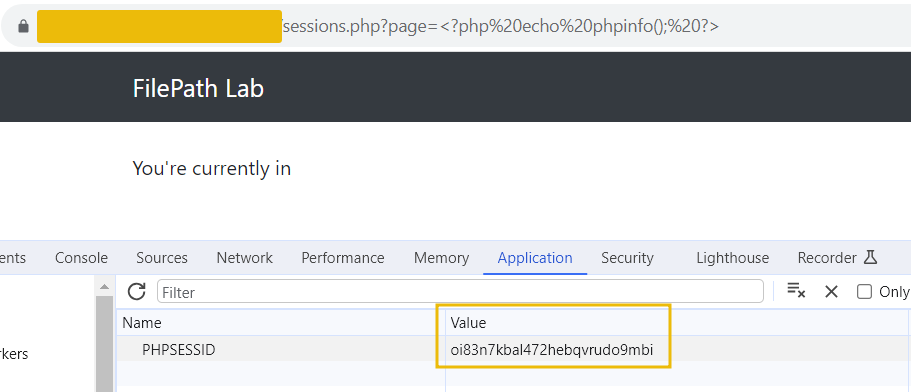 /sessions.php?page=<?php%20echo%20phpinfo();%20?>
FilePath Lab
You're currently in
ents Console Sources Network Performance Memory Application Security Lighthouse Recorder
Filter Only
Name Value
PHPSESSID oi83n7kbal472hebqvrudo9mbi
rkers